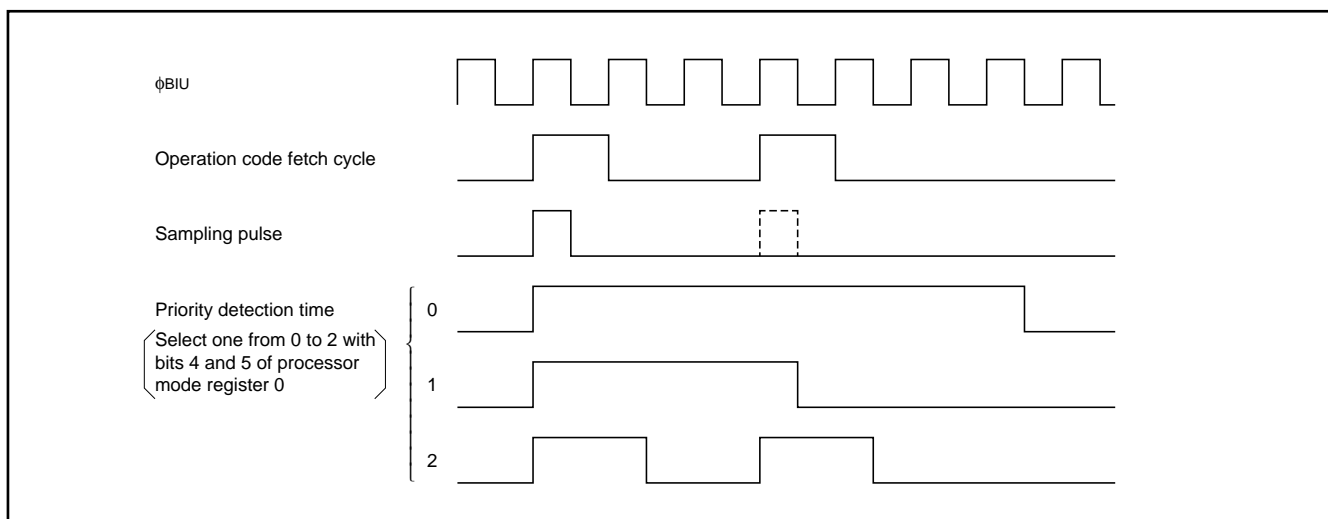 φBIU
Operation code fetch cycle
Sampling pulse
Priority detection time
Select one from 0 to 2 with
bits 4 and 5 of processor
mode register 0
0
1
2